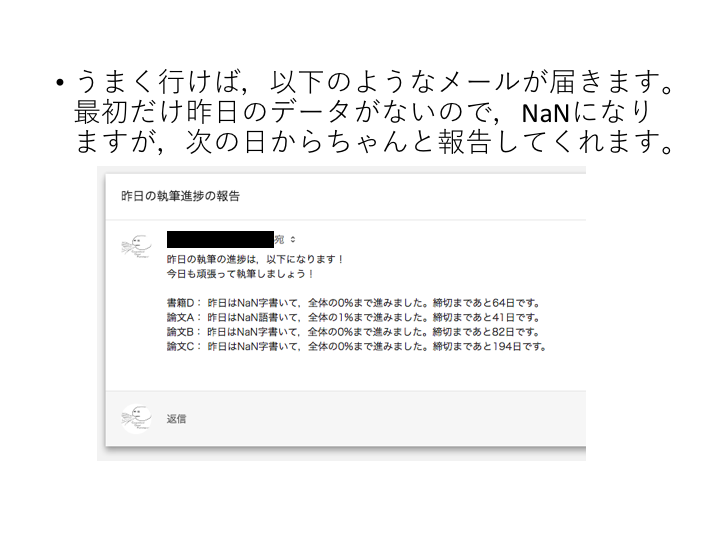 • うまく行けば，以下のようなメールが届きます。
最初だけ昨日のデータがないので，NaNになり
ますが，次の日からちゃんと報告してくれます。
昨日の執筆進捗の報告
宛
昨日の執筆の進捗は，以下になります！
今日も頑張って執筆しましょう！
書籍D： 昨日はNaN字書いて，全体の0%まで進みました。締切まであと64日です。
論文A： 昨日はNaN語書いて，全体の1%まで進みました。締切まであと41日です。
論文B： 昨日はNaN字書いて，全体の0%まで進みました。締切まであと82日です。
論文C： 昨日はNaN字書いて，全体の0%まで進みました。締切まであと194日です。
返信